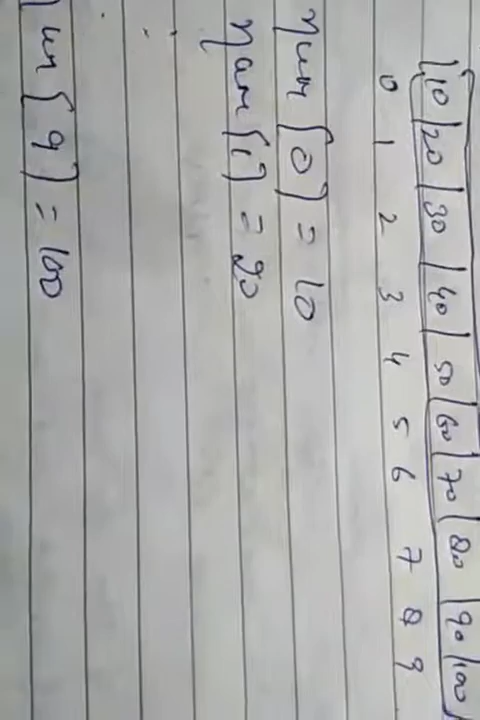 10 | 20 | 30 | 40 | 50 | 60 | 70 | 80 | 90 | 100
0 1 2 3 4 5 6 7 8 9
num [0] = 10
num [1] = 20
num [9] = 100